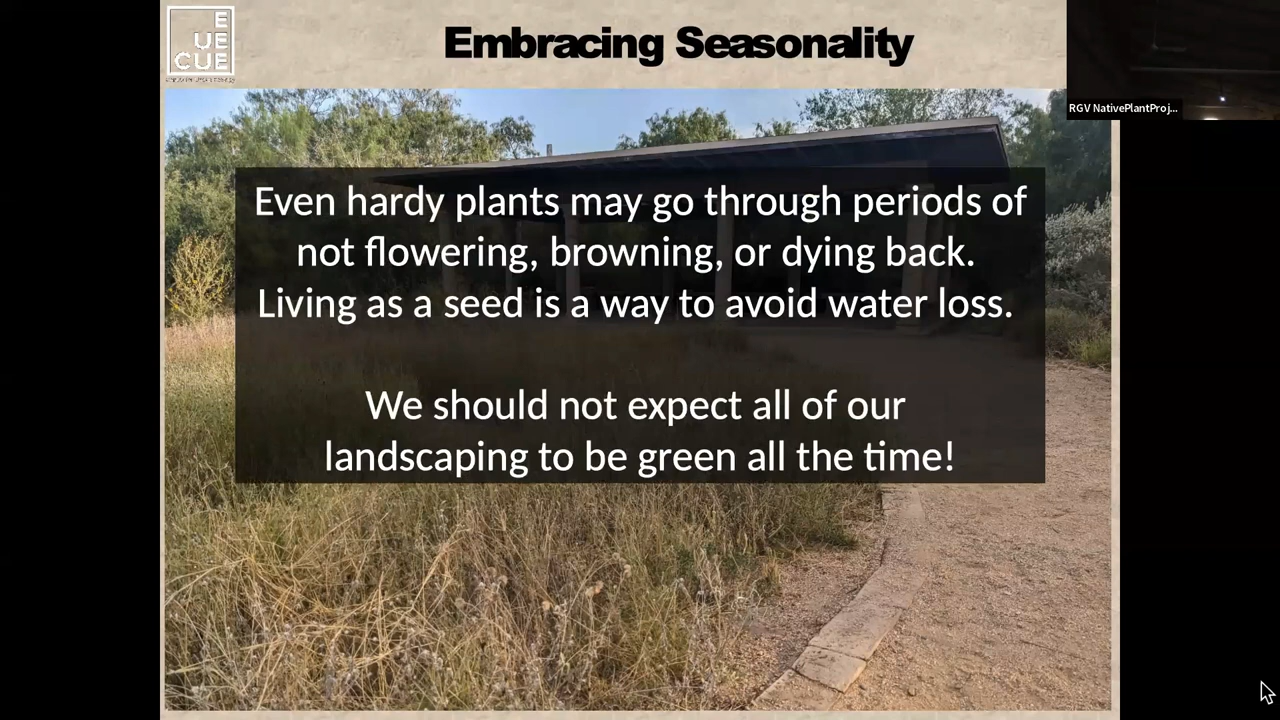 E
UE
CUE
Embracing Seasonality
RGV NativePlantProj...
Even hardy plants may go through periods of
not flowering, browning, or dying back.
Living as a seed is a way to avoid water loss.
We should not expect all of our
landscaping to be green all the time!